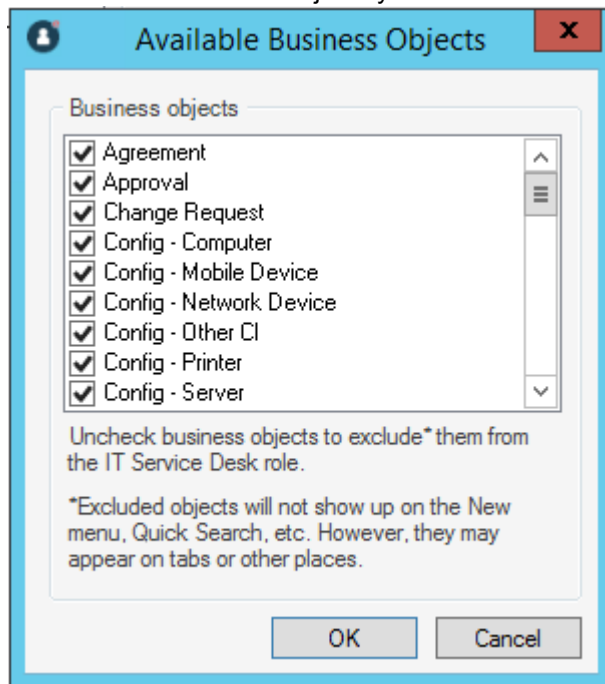 Available Business Objects
x
Business objects
Agreement
Approval
Change Request
Config - Computer
Config - Mobile Device
Config - Network Device
Config - Other CI
Config - Printer
Config - Server
Uncheck business objects to exclude* them from
the IT Service Desk role.
*Excluded objects will not show up on the New
menu, Quick Search, etc. However, they may
appear on tabs or other places.
OK
Cancel